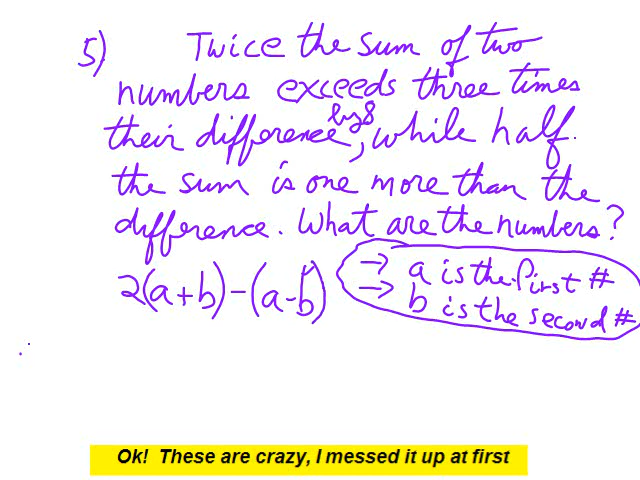 5) Twice the sum of two
numbers exceeds three times
by 8
their difference, while half
the sum is one more than the
difference. What are the numbers?
2(a+b)-(a-b)
→ a is the first #
→ b is the second #
Ok! These are crazy, I messed it up at first